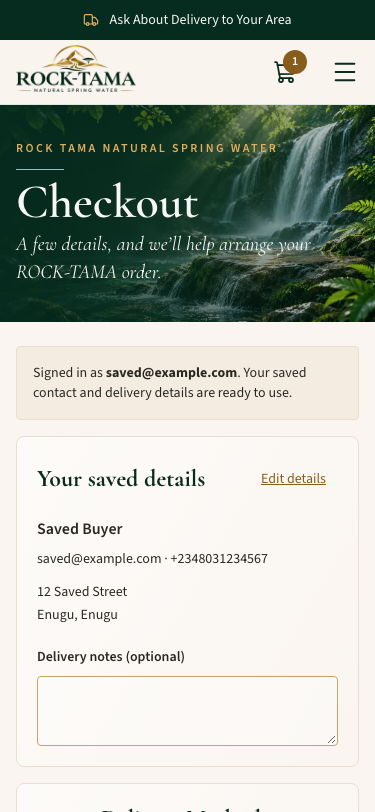 Ask About Delivery to Your Area
ROCK-TAMA
NATURAL SPRING WATER
1
ROCK TAMA NATURAL SPRING WATER
Checkout
A few details, and we'll help arrange your
ROCK-TAMA order.
Signed in as saved@example.com. Your saved
contact and delivery details are ready to use.
Your saved details
Edit details
Saved Buyer
saved@example.com · +2348031234567
12 Saved Street
Enugu, Enugu
Delivery notes (optional)